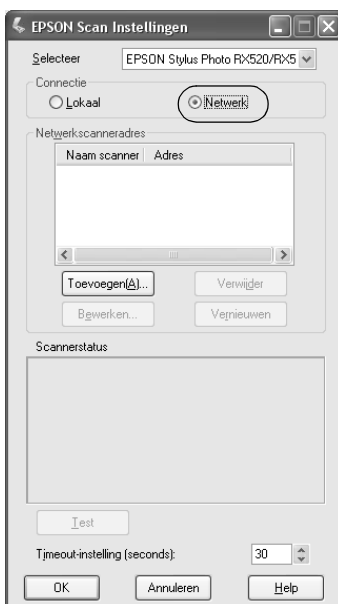 EPSON Scan Instellingen
Selecteer EPSON Stylus Photo RX520/RX5
Connectie
Lokaal Netwerk
Netwerkscanneradres
Naam scanner Adres
Toevoegen(A)... Verwijder
Bewerken... Vernieuwen
Scannerstatus
Test
Timeout-instelling (seconds): 30
OK Annuleren Help